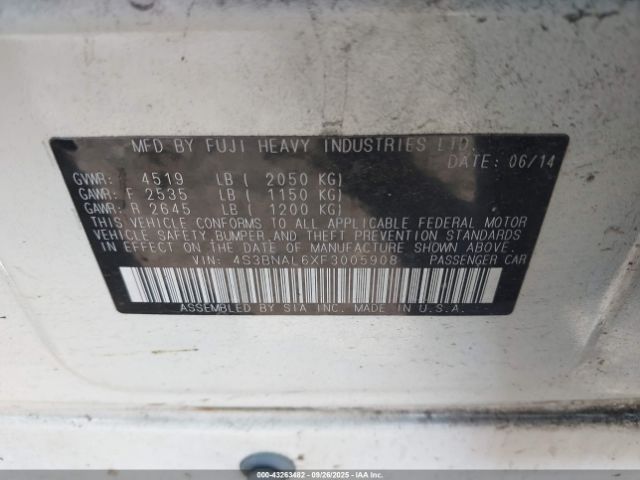 MFD BY FUJI HEAVY INDUSTRIES LTD.
DATE: 06/14
GVWR: 4519 LB ( 2050 KG)
GAWR: F 2535 LB ( 1150 KG)
GAWR: R 2645 LB ( 1200 KG)
THIS VEHICLE CONFORMS TO ALL APPLICABLE FEDERAL MOTOR
VEHICLE SAFETY, BUMPER, AND THEFT PREVENTION STANDARDS
IN EFFECT ON THE DATE OF MANUFACTURE SHOWN ABOVE.
VIN: 4S3BNAL6XF3005908 PASSENGER CAR
ASSEMBLED BY SIA INC. MADE IN U.S.A.
000-43263482 - 09/26/2025 - IAAI.COM